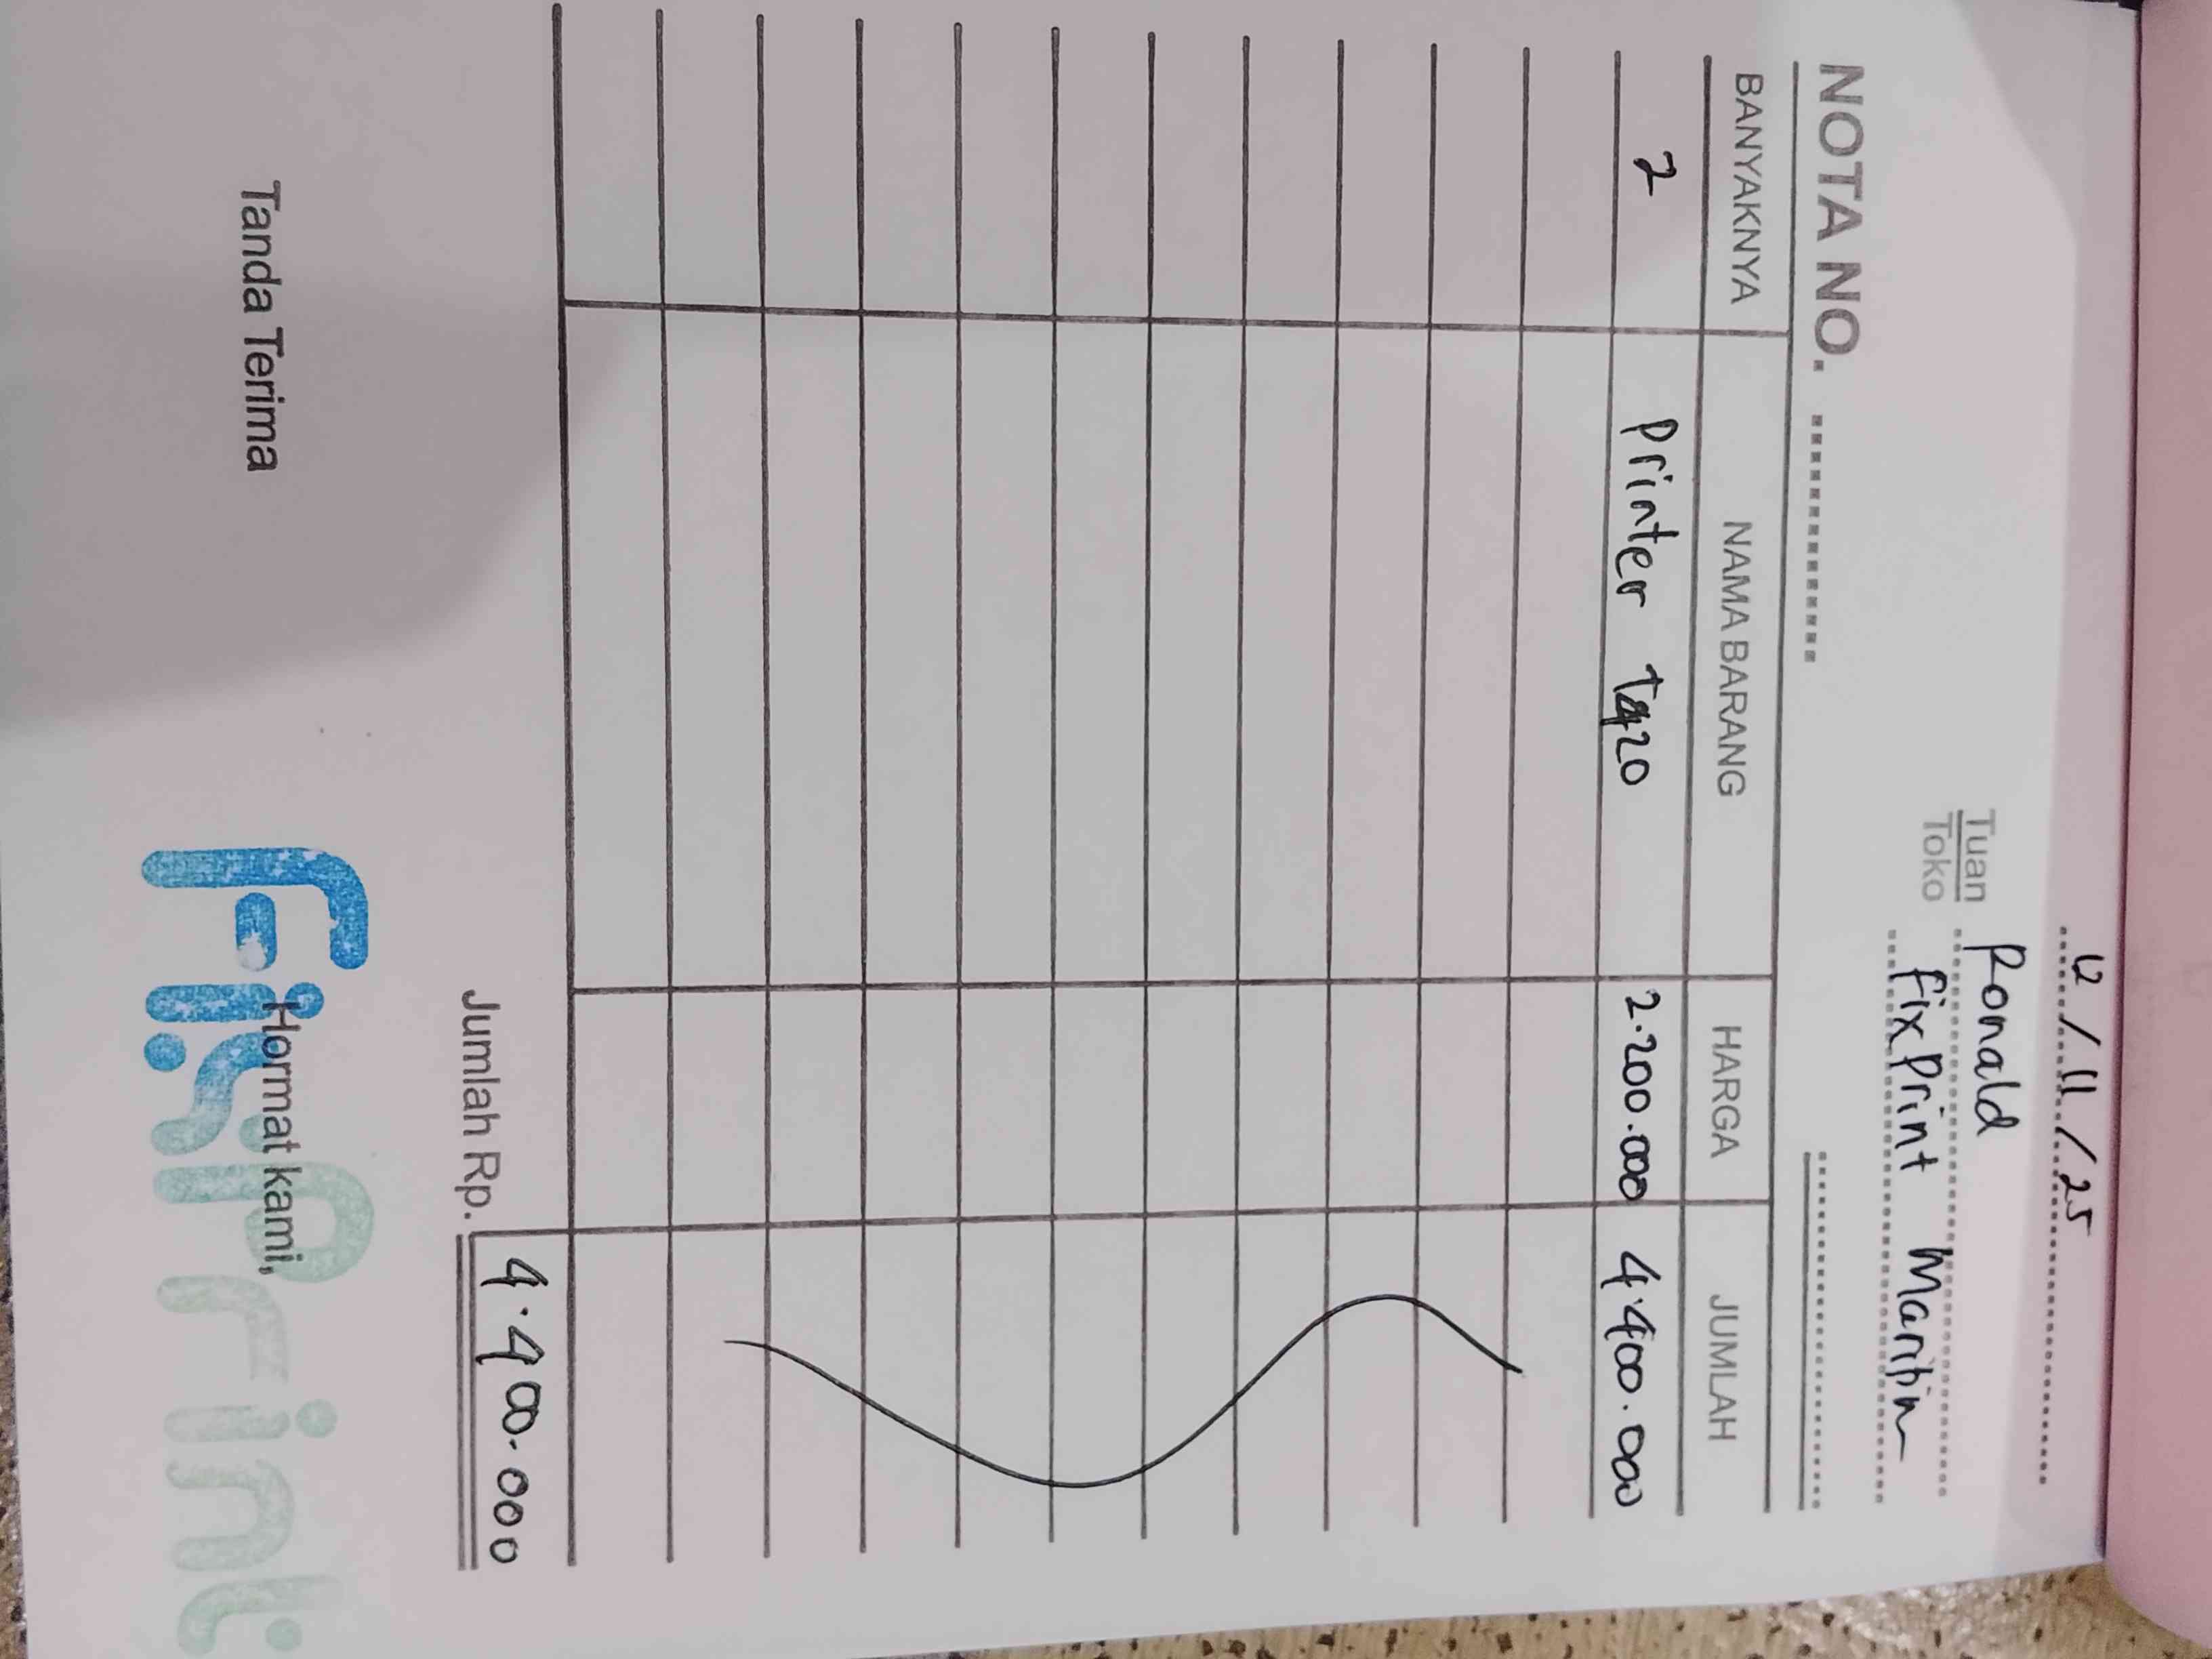 12/11/25
Tuan Ronald
Toko FixPrint Maritim
NOTA NO.
BANYAKNYA NAMA BARANG HARGA JUMLAH
2 Printer T420 2.200.000 4.400.000
Jumlah Rp. 4.400.000
Tanda Terima Hormat kami,
FixPrint